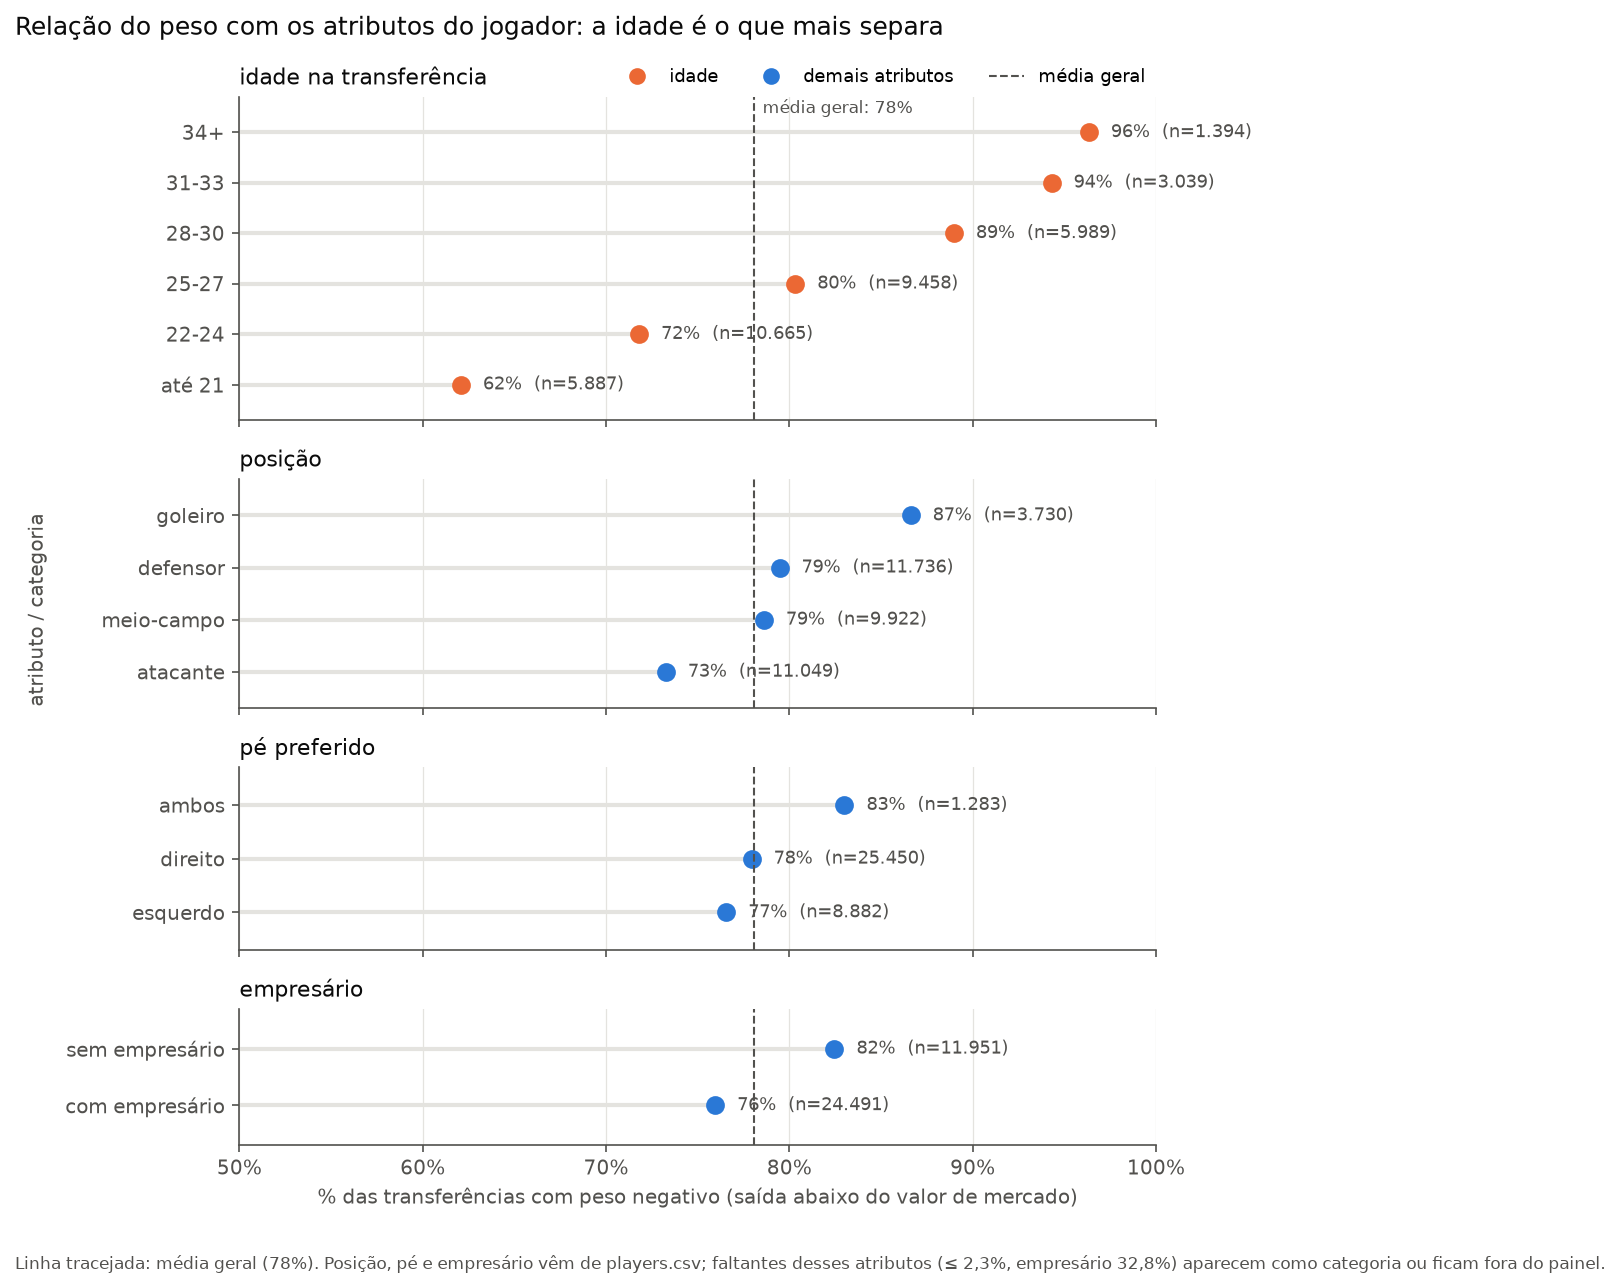 Relação do peso com os atributos do jogador: a idade é o que mais separa
idade na transferência
idade
demais atributos
média geral
média geral: 78%
34+ 96% (n=1.394)
31-33 94% (n=3.039)
28-30 89% (n=5.989)
25-27 80% (n=9.458)
22-24 72% (n=10.665)
até 21 62% (n=5.887)
posição
goleiro 87% (n=3.730)
defensor 79% (n=11.736)
meio-campo 79% (n=9.922)
atacante 73% (n=11.049)
atributo / categoria
pé preferido
ambos 83% (n=1.283)
direito 78% (n=25.450)
esquerdo 77% (n=8.882)
empresário
sem empresário 82% (n=11.951)
com empresário 76% (n=24.491)
50% 60% 70% 80% 90% 100%
% das transferências com peso negativo (saída abaixo do valor de mercado)
Linha tracejada: média geral (78%). Posição, pé e empresário vêm de players.csv; faltantes desses atributos (≤ 2,3%, empresário 32,8%) aparecem como categoria ou ficam fora do painel.